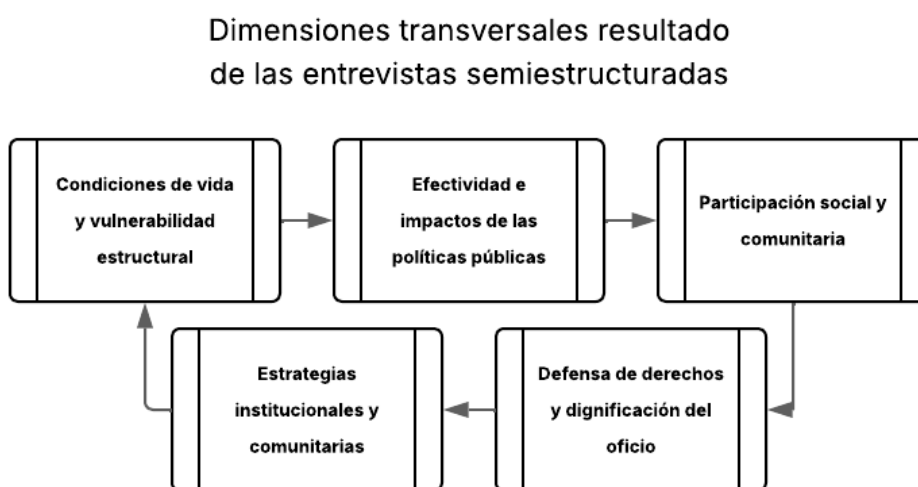 Dimensiones transversales resultado
de las entrevistas semiestructuradas
Condiciones de vida
y vulnerabilidad
estructural
Efectividad e
impactos de las
políticas públicas
Participación social y
comunitaria
Defensa de derechos
y dignificación del
oficio
Estrategias
institucionales y
comunitarias